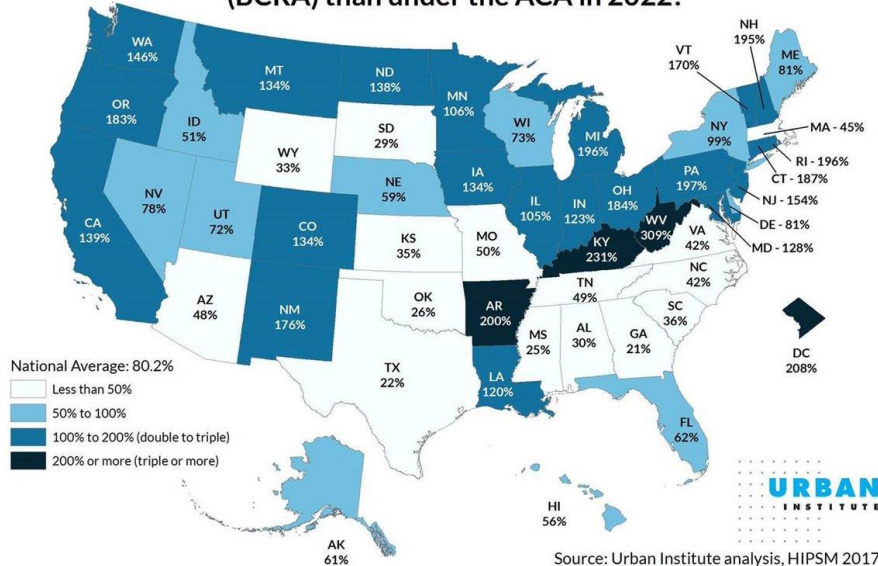 (BCRA) than under the ACA in 2022?
WA
146%
MT
134%
ND
138%
MN
106%
OR
183%
ID
51%
WY
33%
SD
29%
WI
73%
MI
196%
VT
170%
NH
195%
ME
81%
NY
99%
MA - 45%
RI - 196%
CT - 187%
NJ - 154%
DE - 81%
MD - 128%
PA
197%
NV
78%
UT
72%
CO
134%
NE
59%
IA
134%
IL
105%
IN
123%
OH
184%
WV
309%
VA
42%
CA
139%
KS
35%
MO
50%
KY
231%
NC
42%
TN
49%
SC
36%
AZ
48%
NM
176%
OK
26%
AR
200%
MS
25%
AL
30%
GA
21%
DC
208%
TX
22%
LA
120%
FL
62%
National Average: 80.2%
Less than 50%
50% to 100%
100% to 200% (double to triple)
200% or more (triple or more)
AK
61%
HI
56%
URBAN
INSTITUTE
Source: Urban Institute analysis, HIPSM 2017